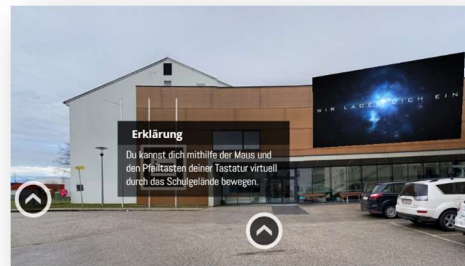 WIR LADEN DICH EIN
Erklärung
Du kannst dich mithilfe der Maus und
den Pfeiltasten deiner Tastatur virtuell
durch das Schulgelände bewegen.